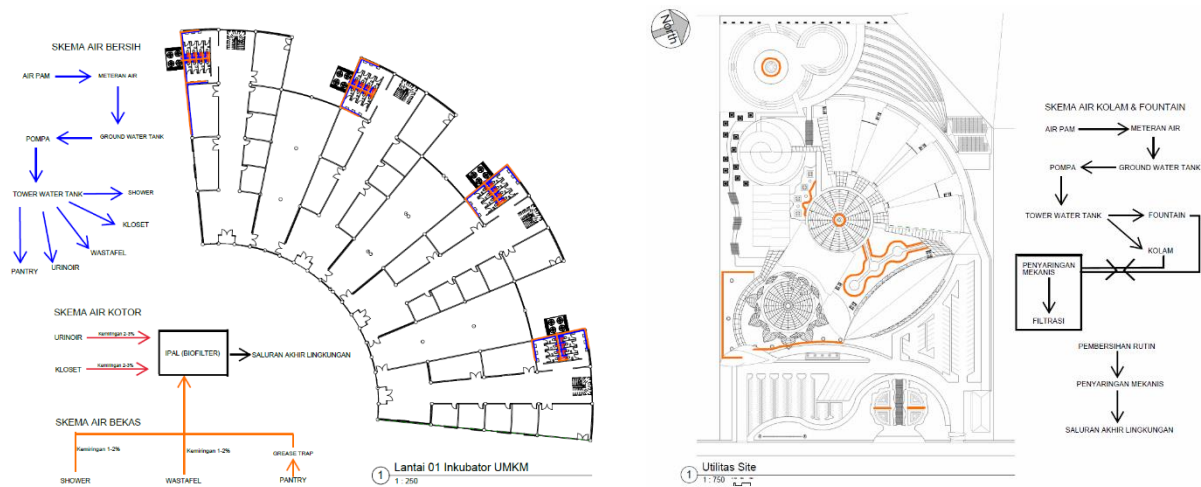 SKEMA AIR BERSIH
AIR PAM
METERAN AIR
POMPA
GROUND WATER TANK
TOWER WATER TANK
SHOWER
KLOSET
WASTAFEL
URINOIR
PANTRY
SKEMA AIR KOTOR
URINOIR
Kemiringan 2-3%
KLOSET
Kemiringan 2-3%
IPAL (BIOFILTER)
SALURAN AKHIR LINGKUNGAN
SKEMA AIR BEKAS
Kemiringan 1-2%
Kemiringan 1-2%
GREASE TRAP
SHOWER
WASTAFEL
PANTRY
1
Lantai 01 Inkubator UMKM
1 : 250
North
SKEMA AIR KOLAM & FOUNTAIN
AIR PAM
METERAN AIR
POMPA
GROUND WATER TANK
TOWER WATER TANK
FOUNTAIN
KOLAM
PENYARINGAN
MEKANIS
FILTRASI
PEMBERSIHAN RUTIN
PENYARINGAN MEKANIS
SALURAN AKHIR LINGKUNGAN
1
Utilitas Site
1 : 750